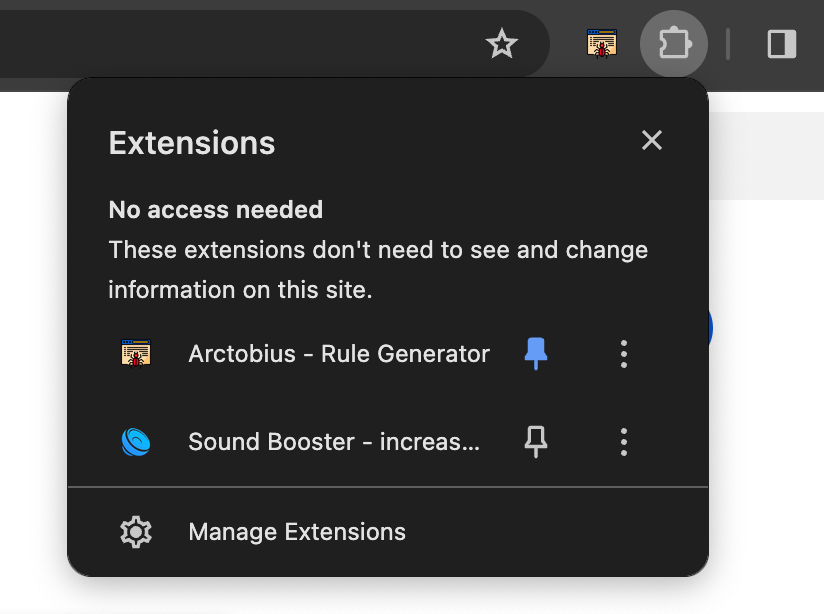 Extensions
No access needed
These extensions don't need to see and change
information on this site.
Arctobius - Rule Generator
Sound Booster - increas...
Manage Extensions